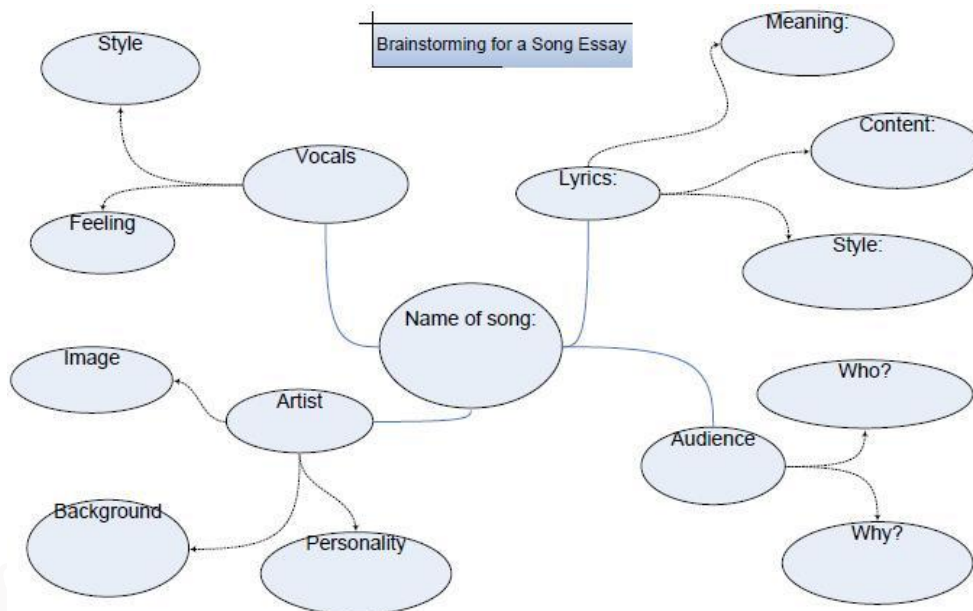 Brainstorming for a Song Essay
Style
Vocals
Feeling
Meaning:
Content:
Lyrics:
Style:
Name of song:
Image
Artist
Background
Personality
Who?
Audience
Why?